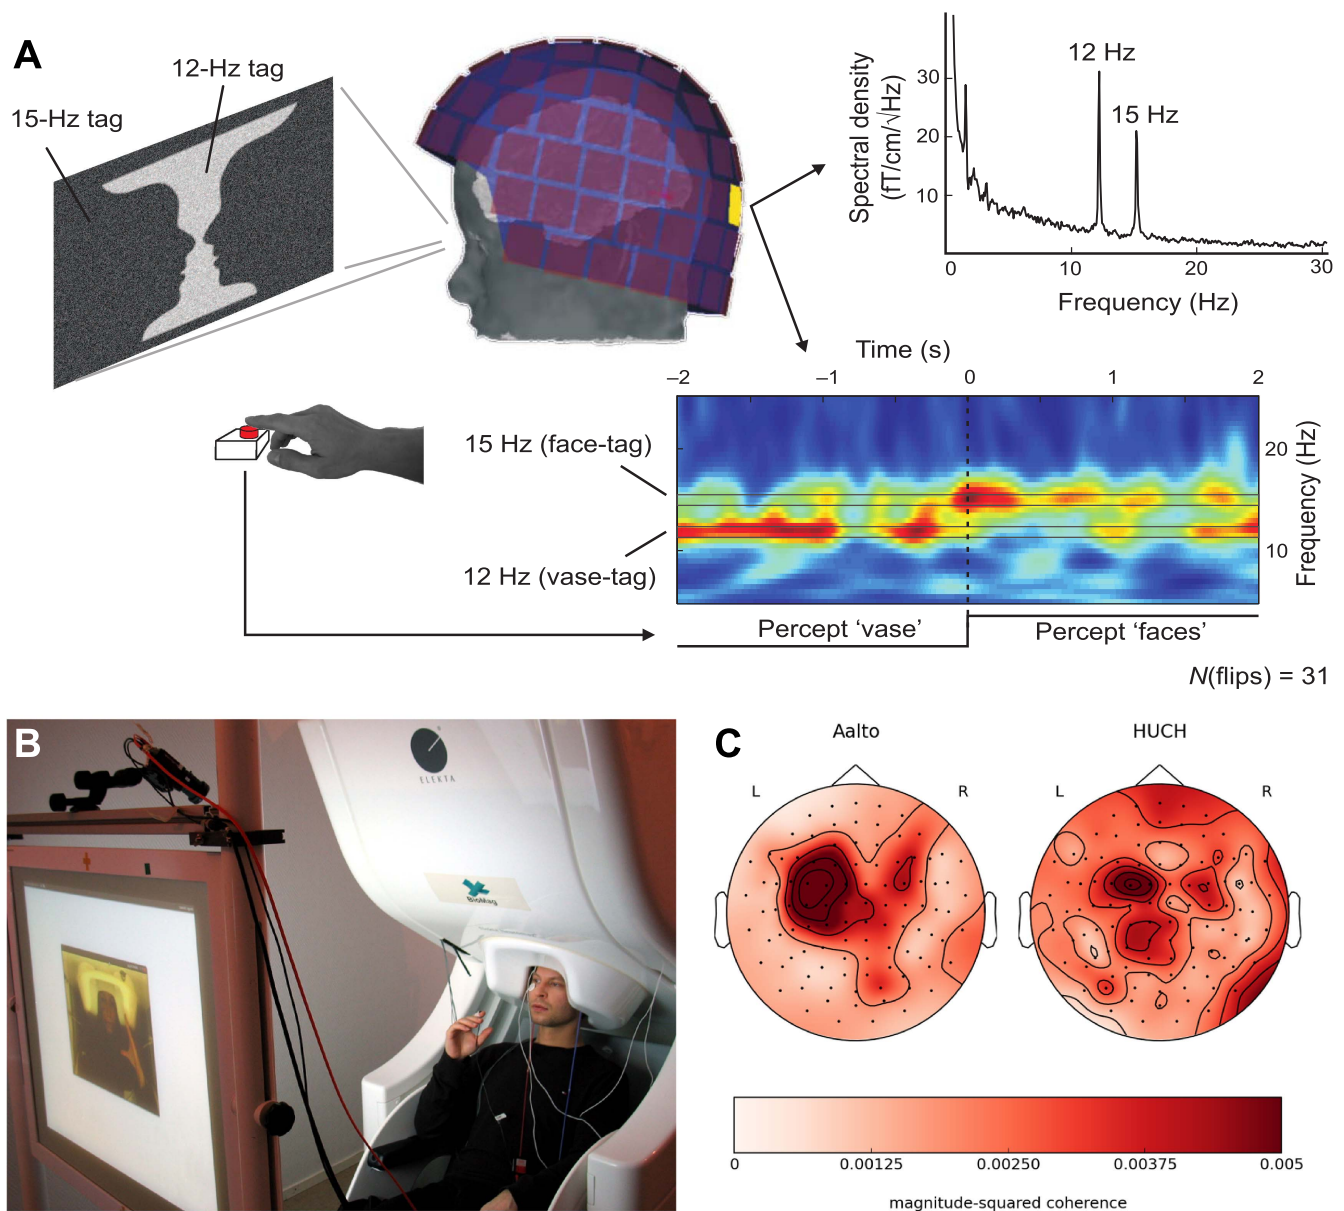 A
12-Hz tag
15-Hz tag
Spectral density
(fT/cm/√Hz)
30
20
10
12 Hz
15 Hz
0
10
20
30
Frequency (Hz)
Time (s)
–2
–1
0
1
2
15 Hz (face-tag)
12 Hz (vase-tag)
20
10
Frequency (Hz)
Percept ‘vase’
Percept ‘faces’
N(flips) = 31
B
ELEKTA
BioMag
C
Aalto
HUCH
L
R
L
R
0
0.00125
0.00250
0.00375
0.005
magnitude-squared coherence